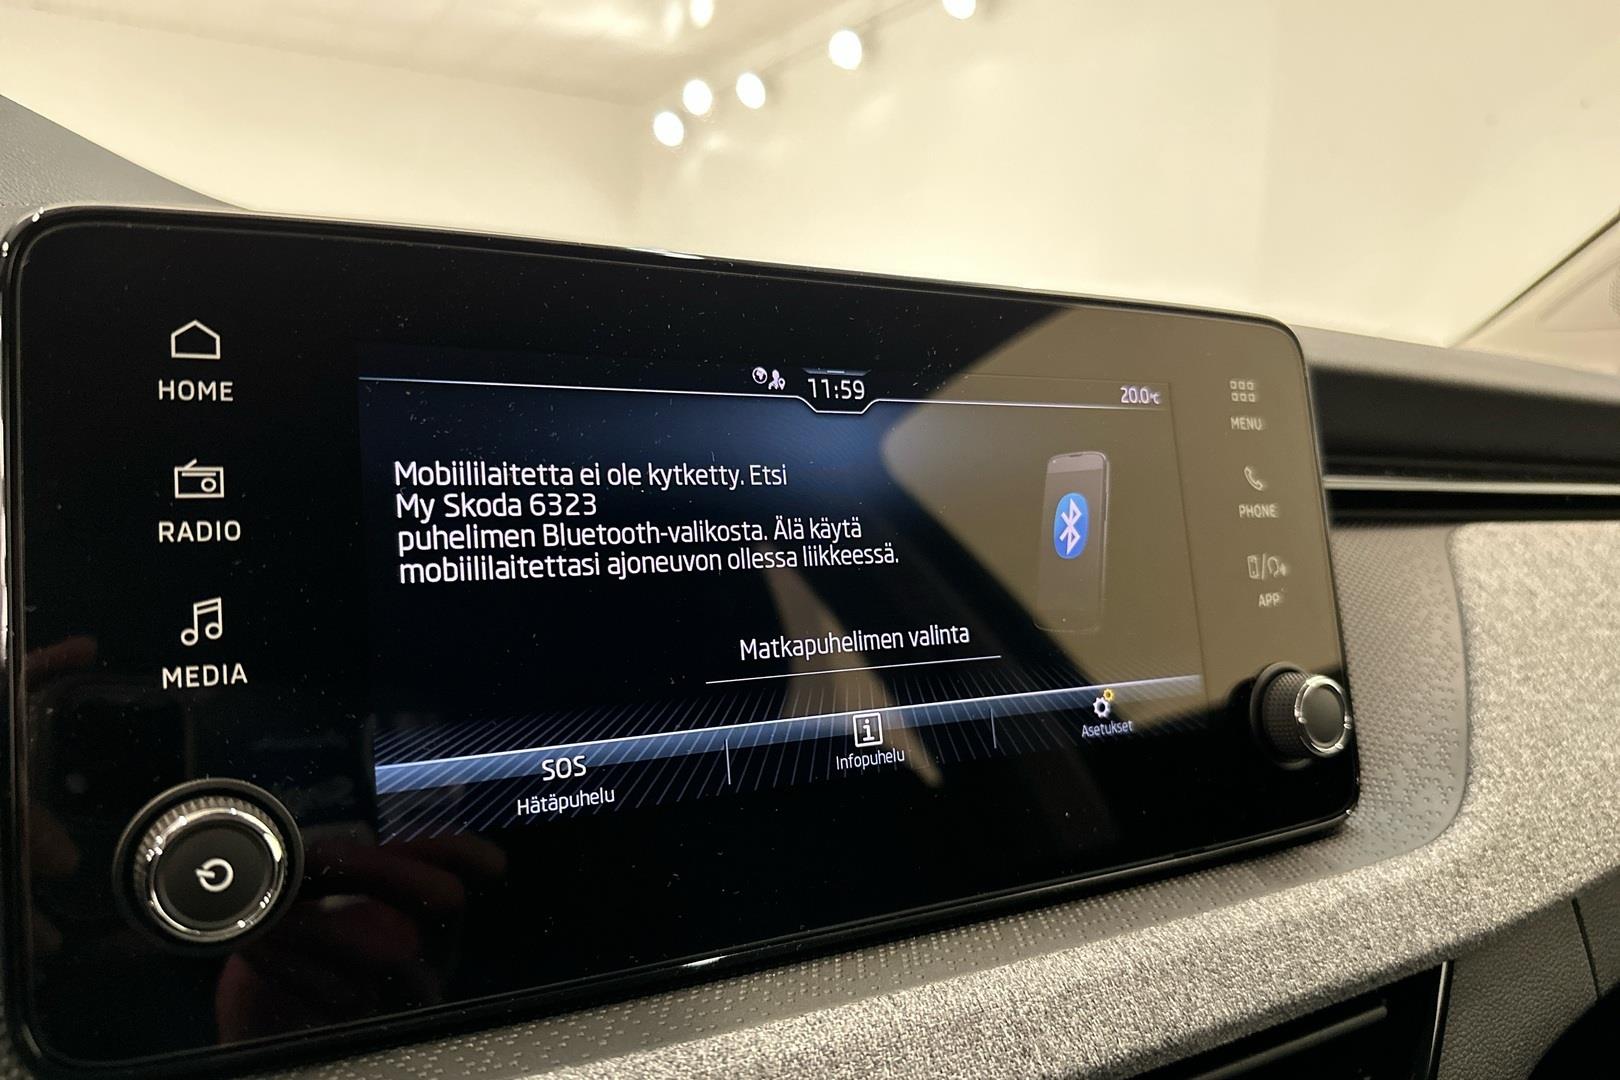 HOME
RADIO
MEDIA
11:59
20.0°C
Mobiililaitetta ei ole kytketty. Etsi
My Skoda 6323
puhelimen Bluetooth-valikosta. Älä käytä
mobiililaitettasi ajoneuvon ollessa liikkeessä.
Matkapuhelimen valinta
SOS
Hätäpuhelu
Infopuhelu
Asetukset
MENU
PHONE
APP